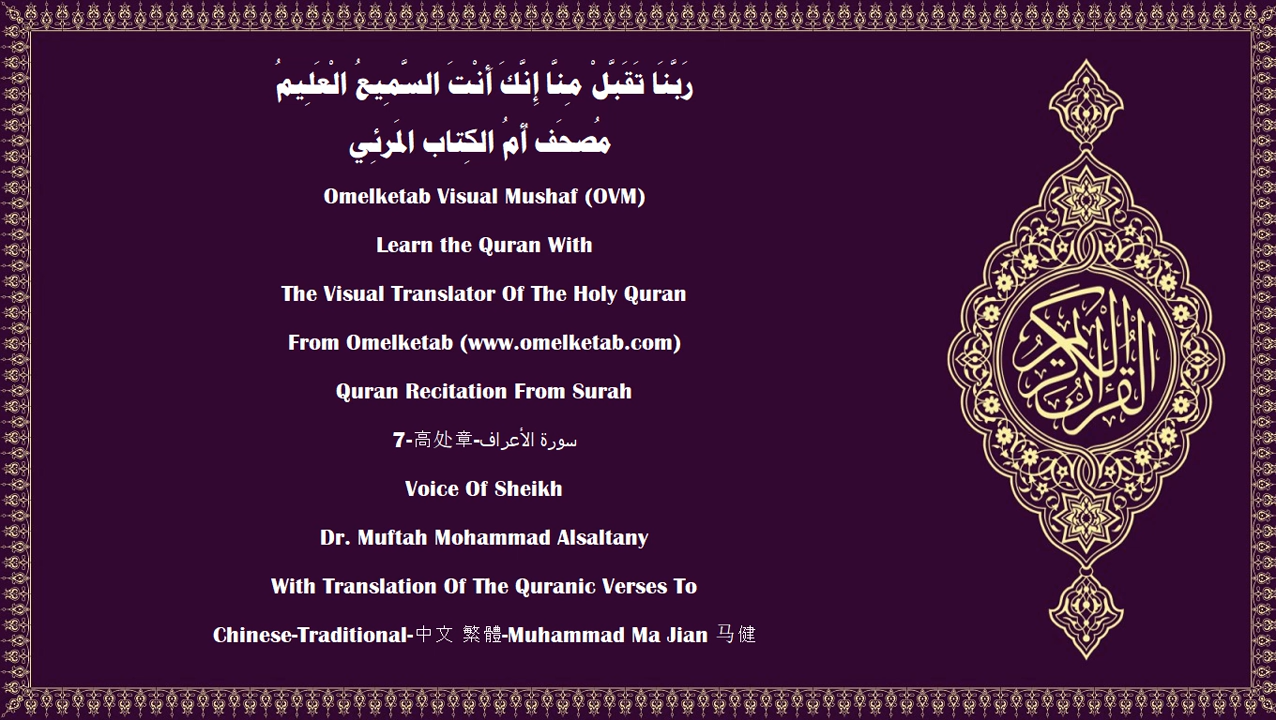 رَبَّنَا تَقَبَّلْ مِنَّا إِنَّكَ أَنْتَ السَّمِيعُ الْعَلِيمُ
مُصحَف أمُ الكِتاب المَرئِي
Omelketab Visual Mushaf (OVM)
Learn the Quran With
The Visual Translator Of The Holy Quran
From Omelketab (www.omelketab.com)
Quran Recitation From Surah
7-高处章-سورة الأعراف
Voice Of Sheikh
Dr. Muftah Mohammad Alsaltany
With Translation Of The Quranic Verses To
Chinese-Traditional-中文 繁體-Muhammad Ma Jian 马健
القرآن الكريم